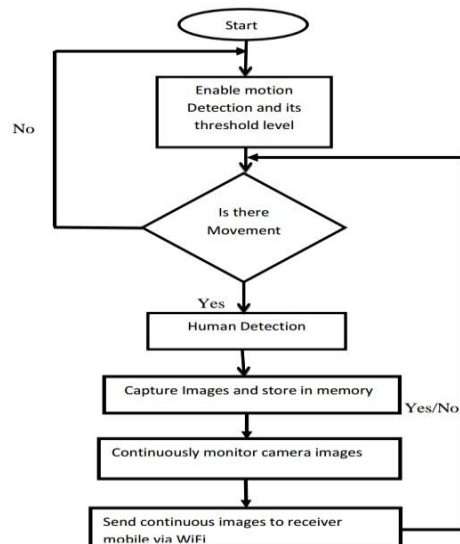 Start
Enable motion
Detection and its
threshold level
No
Is there
Movement
Yes
Human Detection
Capture Images and store in memory
Yes/No
Continuously monitor camera images
Send continuous images to receiver
mobile via WiFi